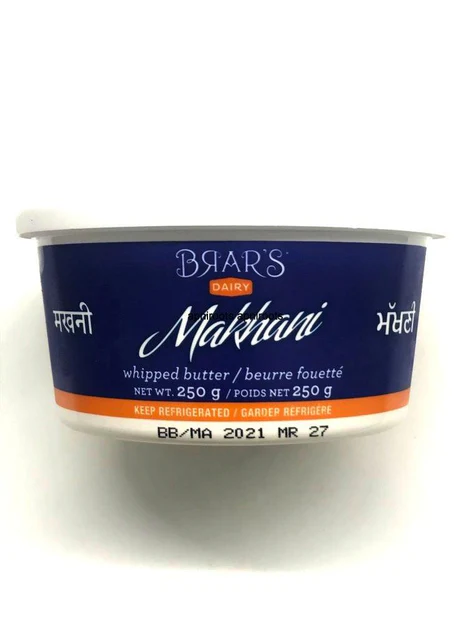 BRAR'S
DAIRY
मखनी
Makhani
ਮੱਖਣੀ
whipped butter / beurre fouetté
NET WT. 250 g / POIDS NET 250 g
KEEP REFRIGERATED / GARDER RÉFRIGÉRÉ
BB/MA 2021 MR 27